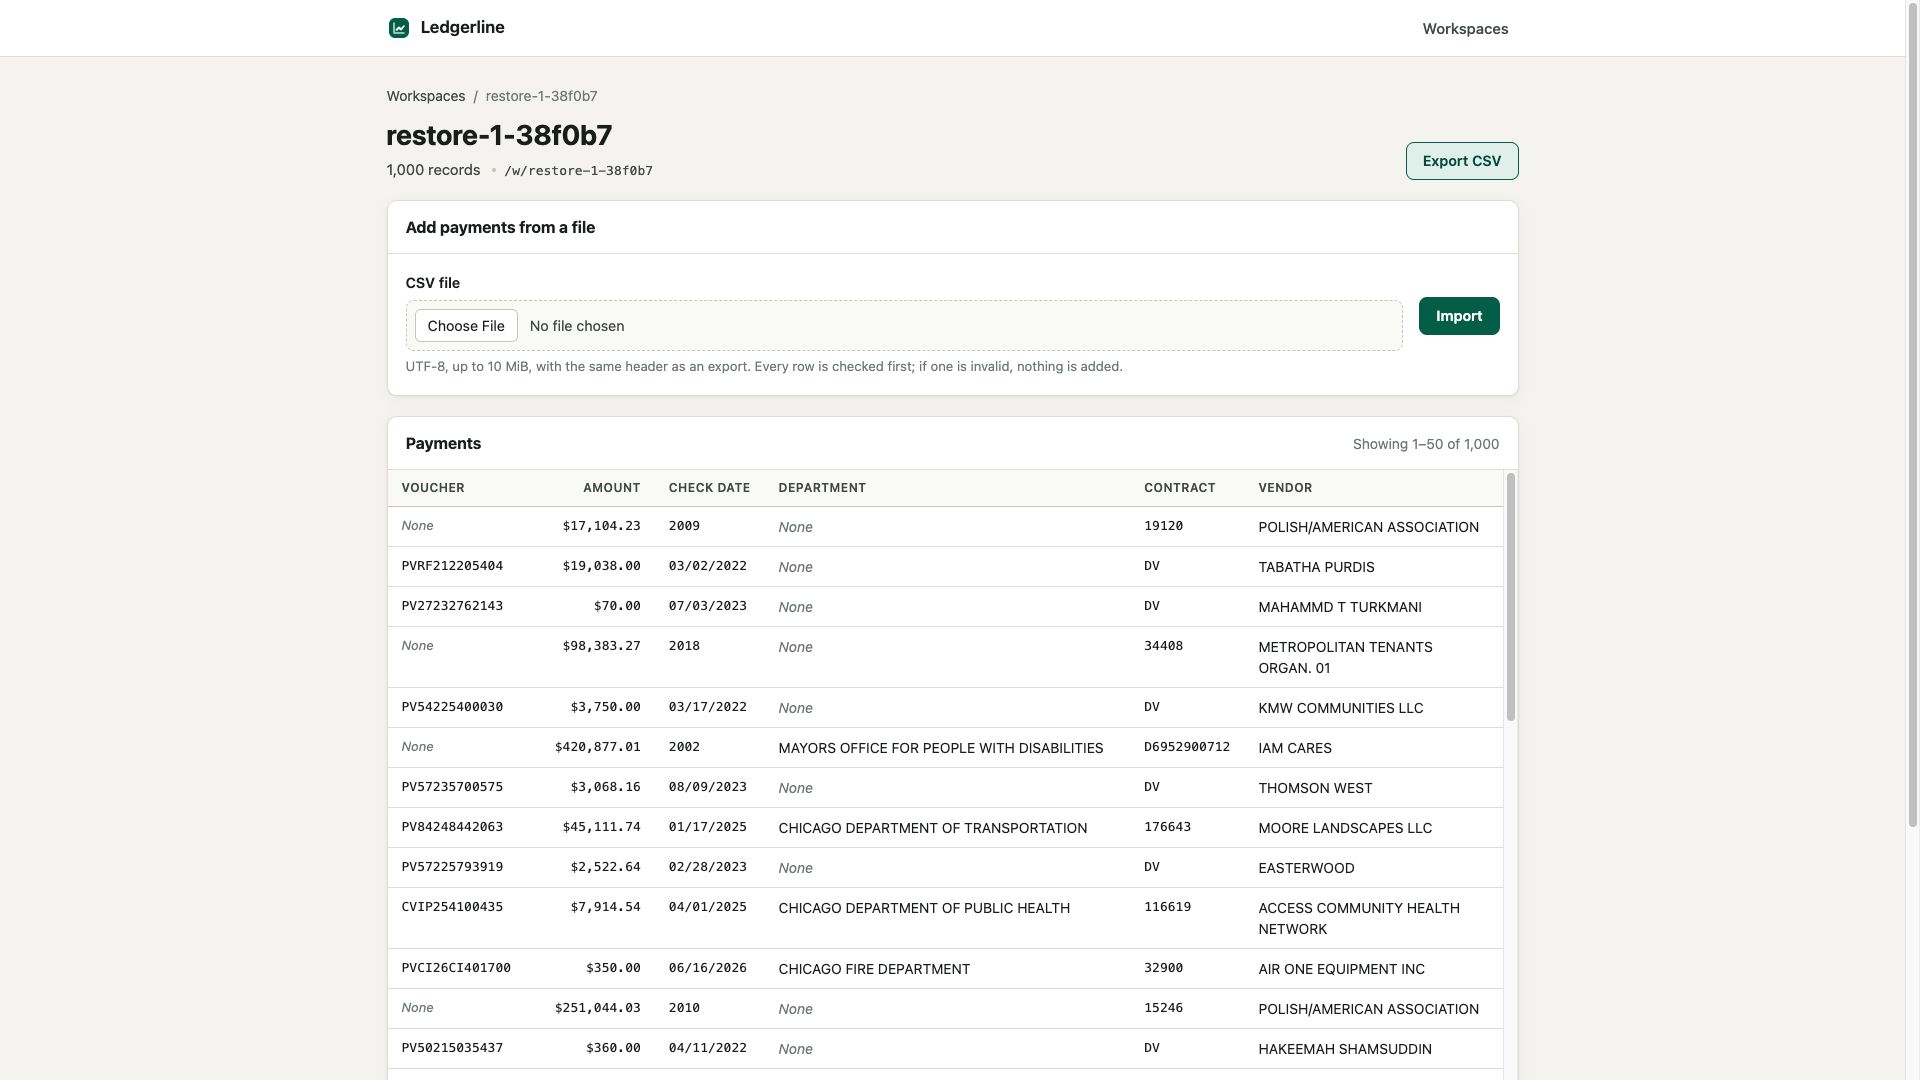 Ledgerline
Workspaces
Workspaces / restore-1-38f0b7
restore-1-38f0b7
1,000 records • /w/restore-1-38f0b7
Export CSV
Add payments from a file
CSV file
Choose File No file chosen
Import
UTF-8, up to 10 MiB, with the same header as an export. Every row is checked first; if one is invalid, nothing is added.
Payments
Showing 1–50 of 1,000
VOUCHER AMOUNT CHECK DATE DEPARTMENT CONTRACT VENDOR
None $17,104.23 2009 None 19120 POLISH/AMERICAN ASSOCIATION
PVRF212205404 $19,038.00 03/02/2022 None DV TABATHA PURDIS
PV27232762143 $70.00 07/03/2023 None DV MAHAMMD T TURKMANI
None $98,383.27 2018 None 34408 METROPOLITAN TENANTS
ORGAN. 01
PV54225400030 $3,750.00 03/17/2022 None DV KMW COMMUNITIES LLC
None $420,877.01 2002 MAYORS OFFICE FOR PEOPLE WITH DISABILITIES D6952900712 IAM CARES
PV57235700575 $3,068.16 08/09/2023 None DV THOMSON WEST
PV84248442063 $45,111.74 01/17/2025 CHICAGO DEPARTMENT OF TRANSPORTATION 176643 MOORE LANDSCAPES LLC
PV57225793919 $2,522.64 02/28/2023 None DV EASTERWOOD
CVIP254100435 $7,914.54 04/01/2025 CHICAGO DEPARTMENT OF PUBLIC HEALTH 116619 ACCESS COMMUNITY HEALTH
NETWORK
PVCI26CI401700 $350.00 06/16/2026 CHICAGO FIRE DEPARTMENT 32900 AIR ONE EQUIPMENT INC
None $251,044.03 2010 None 15246 POLISH/AMERICAN ASSOCIATION
PV50215035437 $360.00 04/11/2022 None DV HAKEEMAH SHAMSUDDIN